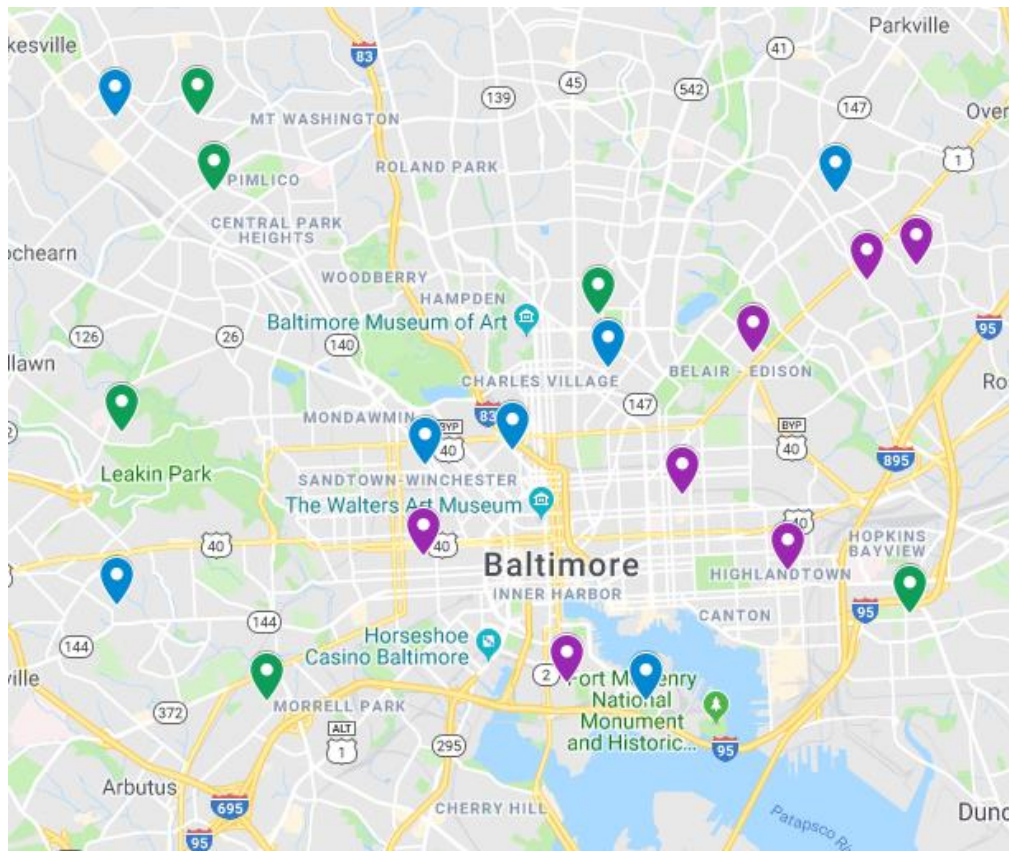 kesville
Parkville
83
41
45
139
542
147
Over
MT WASHINGTON
1
ROLAND PARK
PIMLICO
CENTRAL PARK
HEIGHTS
ochearn
WOODBERRY
HAMPDEN
Baltimore Museum of Art
126
26
140
95
dlawn
BELAIR - EDISON
CHARLES VILLAGE
Ro
147
MONDAWMIN
83
BYP
40
BYP
40
2
895
Leakin Park
SANDTOWN-WINCHESTER
The Walters Art Museum
40
40
40
HOPKINS
BAYVIEW
Baltimore
HIGHLANDTOWN
INNER HARBOR
CANTON
95
144
144
Horseshoe
Casino Baltimore
2
ville
Fort McHenry
National
Monument
and Historic...
372
MORRELL PARK
ALT
1
295
95
Arbutus
695
CHERRY HILL
95
Patapsco Ri
Dund